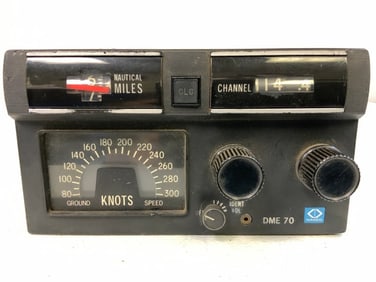 NAUTICAL
MILES
CLG
CHANNEL
80 100 120 140 160 180 200 220 240 260 280 300
KNOTS
GROUND SPEED
IDENT
VOL
DME 70